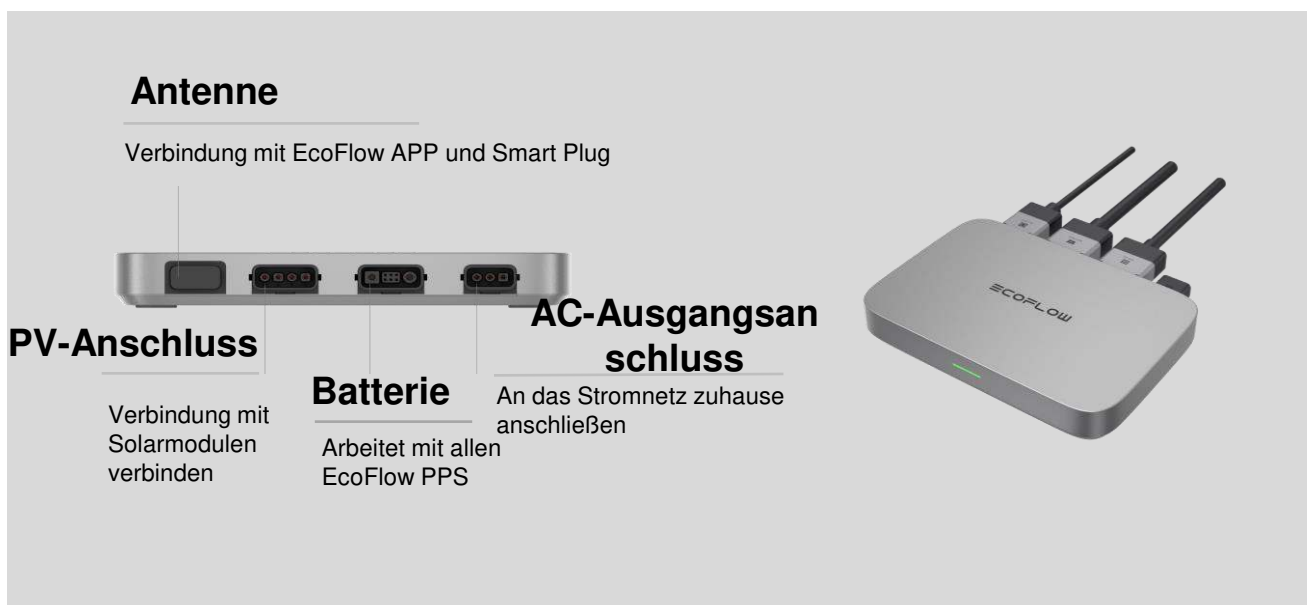 Antenne
Verbindung mit EcoFlow APP und Smart Plug
PV-Anschluss
Verbindung mit
Solarmodulen
verbinden
Batterie
Arbeitet mit allen
EcoFlow PPS
AC-Ausgangsan
schluss
An das Stromnetz zuhause
anschließen
ECOFLOW